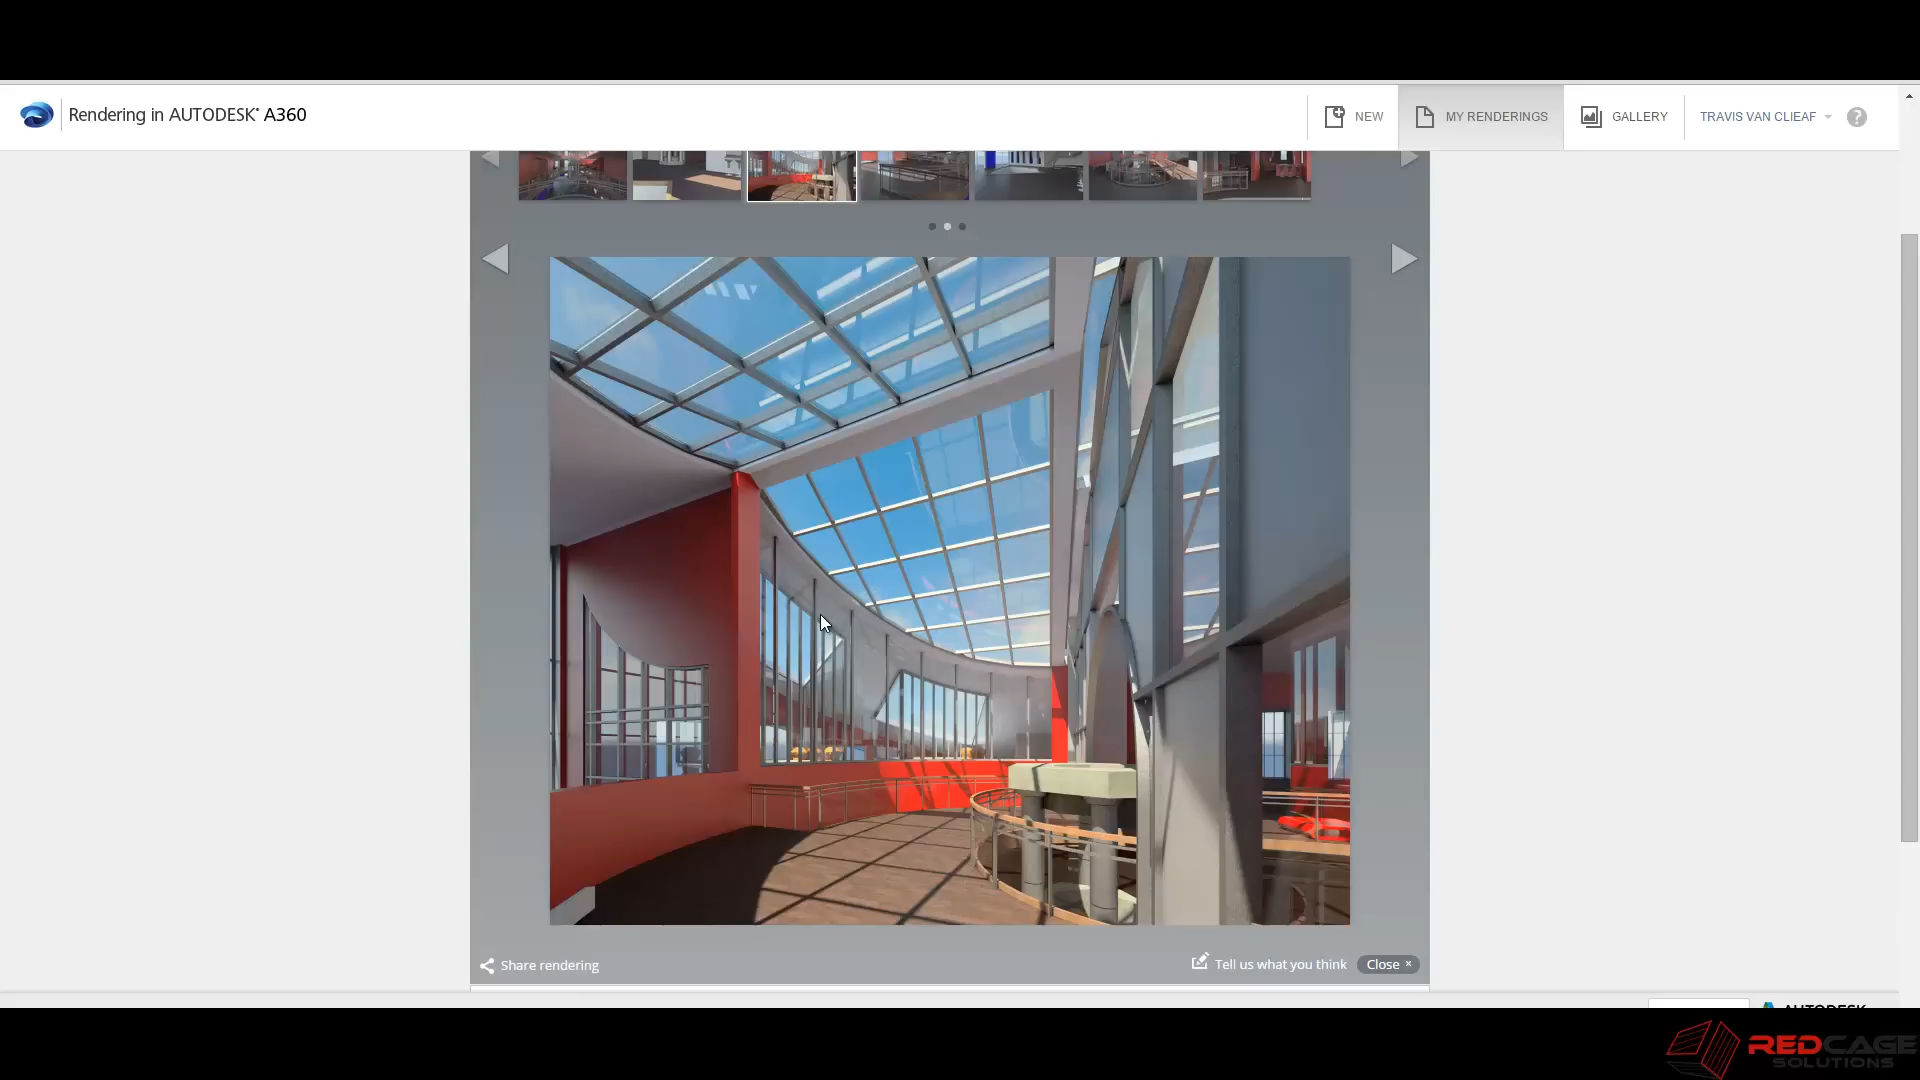 Rendering in AUTODESK® A360
NEW
MY RENDERINGS
GALLERY
TRAVIS VAN CLIEAF
?
Share rendering
Tell us what you think
Close ×
AUTODESK
REDCAGE
SOLUTIONS